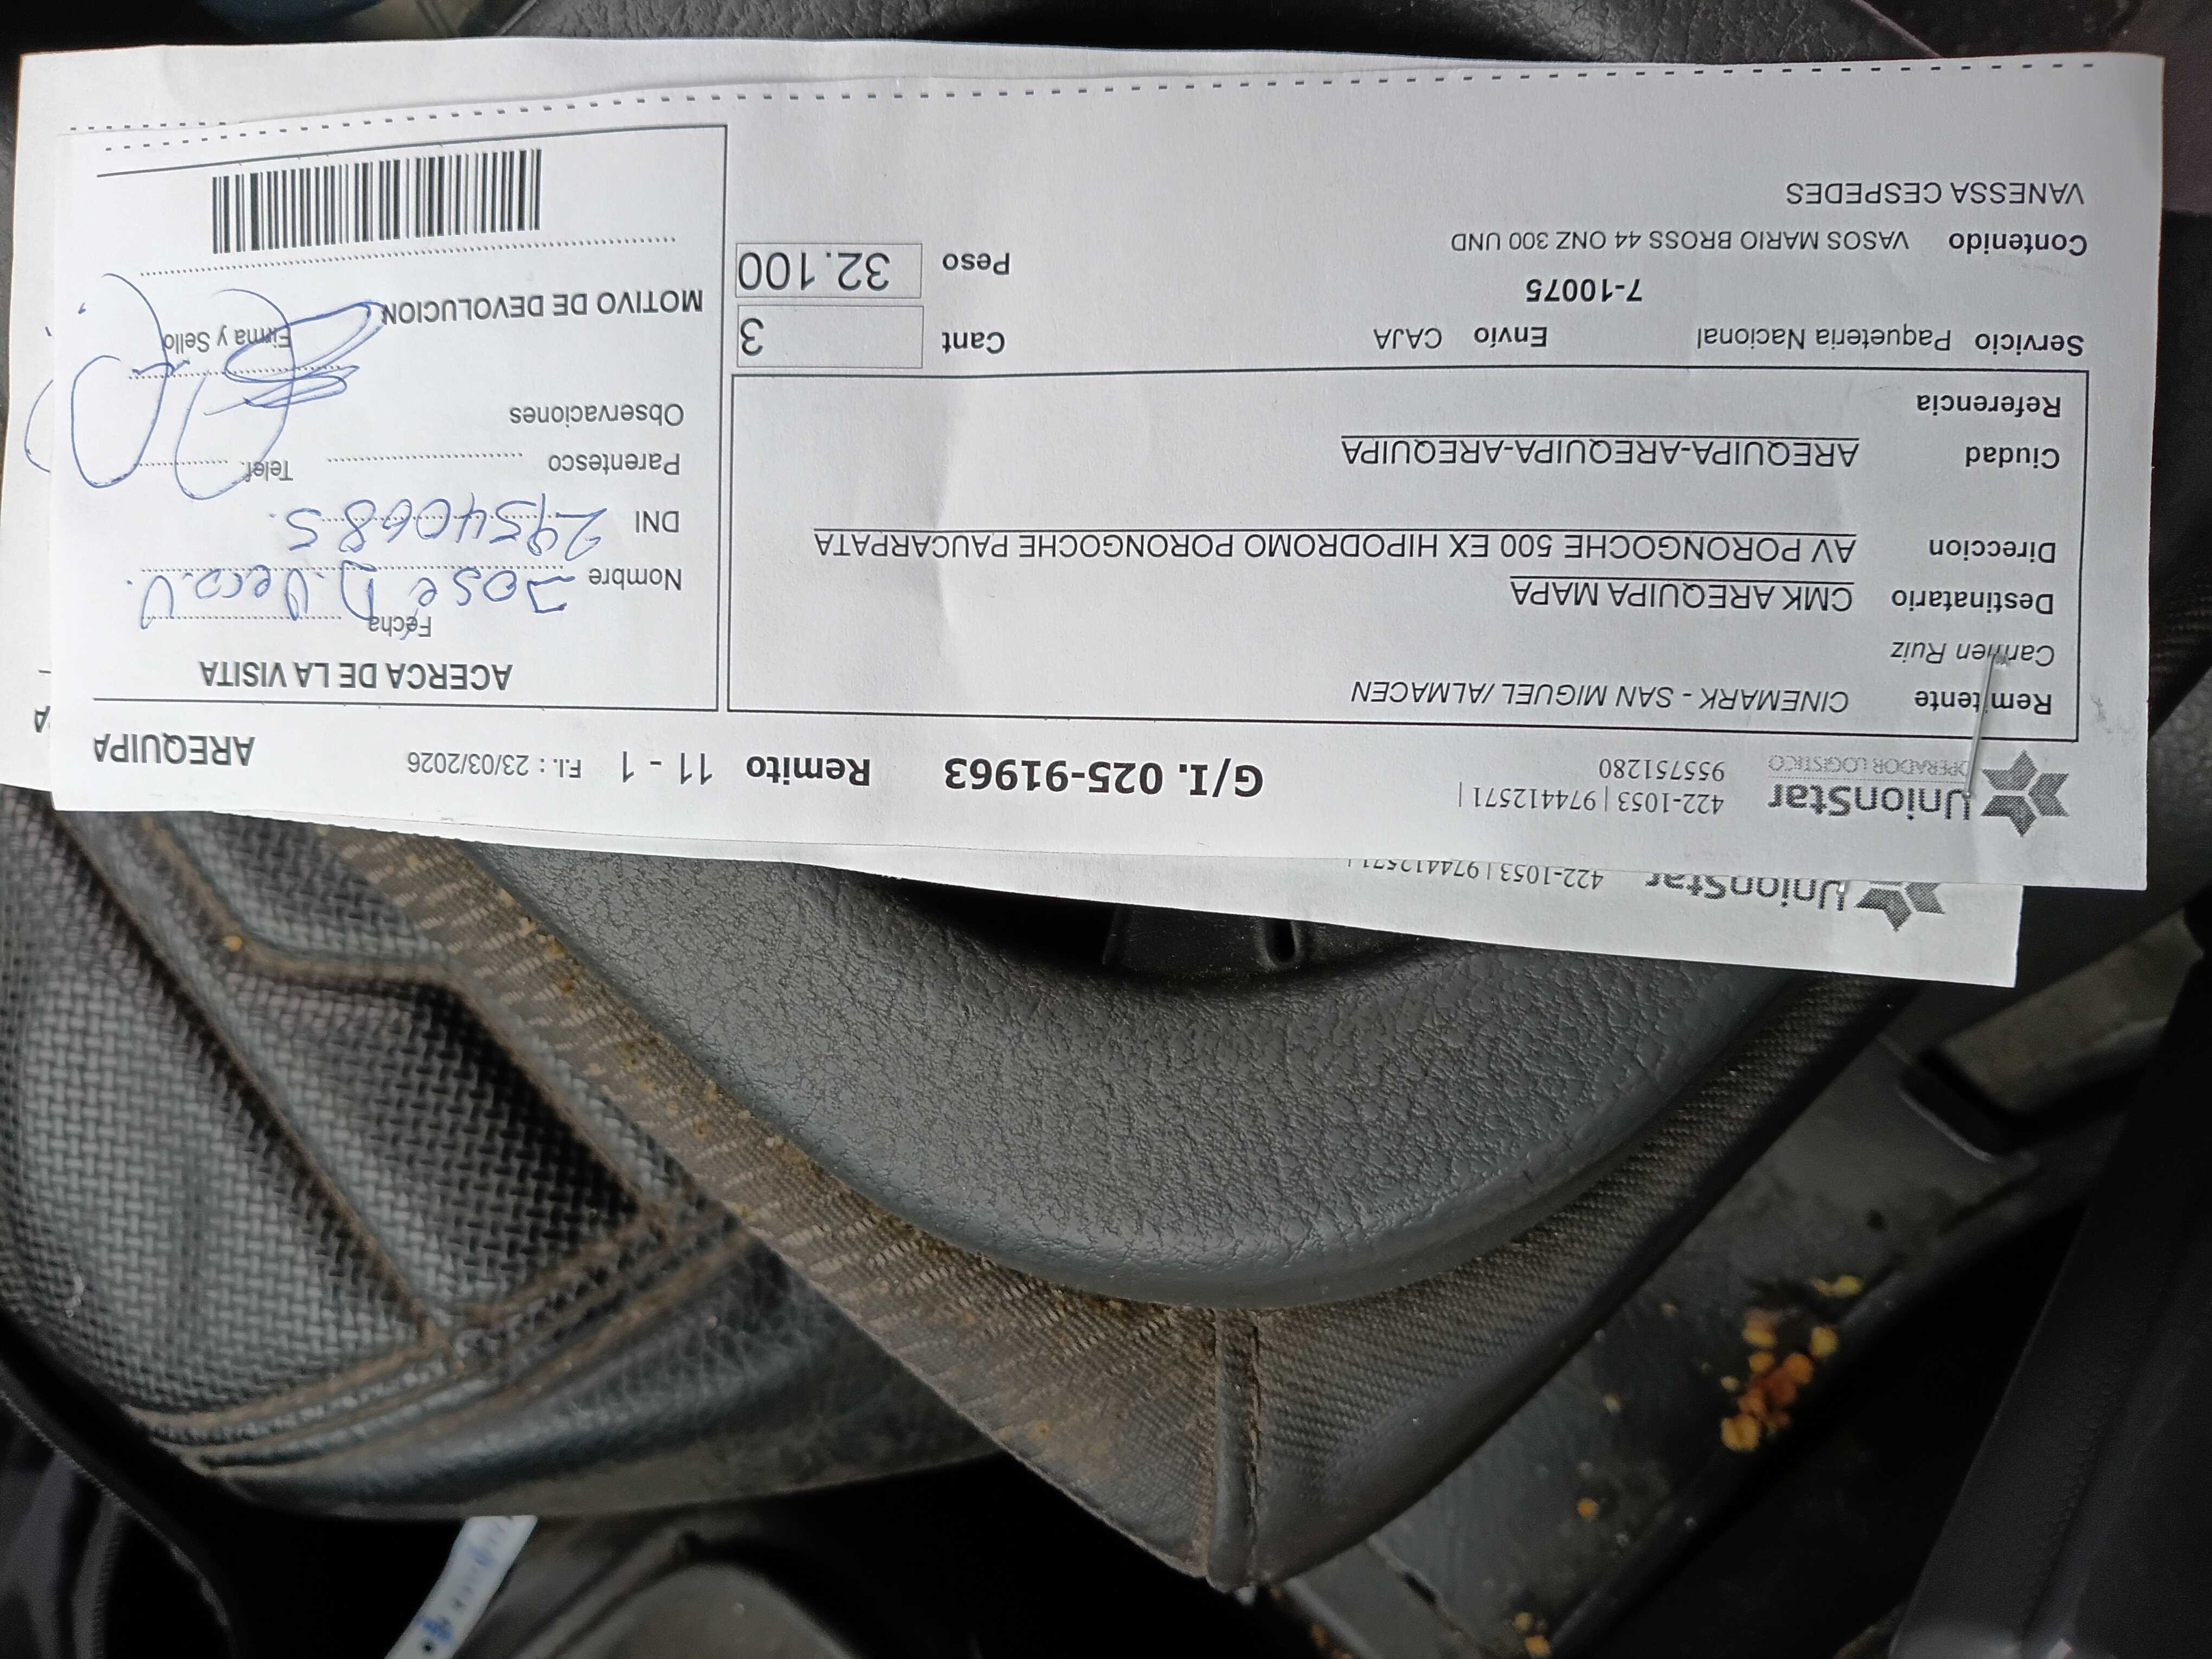 UnionStar
OPERADOR LOGISTICO
422-1053 | 974412571 |
955751280
G/I. 025-91963
Remito 11 - 1
F.I. : 23/03/2026
AREQUIPA
Remitente CINEMARK - SAN MIGUEL /ALMACEN
Carmen Ruiz
Destinatario CMK AREQUIPA MAPA
Direccion AV PORONGOCHE 500 EX HIPODROMO PORONGOCHE PAUCARPATA
Ciudad AREQUIPA-AREQUIPA-AREQUIPA
Referencia
Servicio Paqueteria Nacional Envío CAJA
7-10075
Contenido VASOS MARIO BROSS 44 ONZ 300 UND
VANESSA CESPEDES
Cant 3
Peso 32.100
ACERCA DE LA VISITA
Fecha
Nombre Jose D. Vera.V.
DNI 29540685.
Parentesco Telef.
Observaciones
Firma y Sello
MOTIVO DE DEVOLUCION
UnionStar
422-1053 | 974412571 |